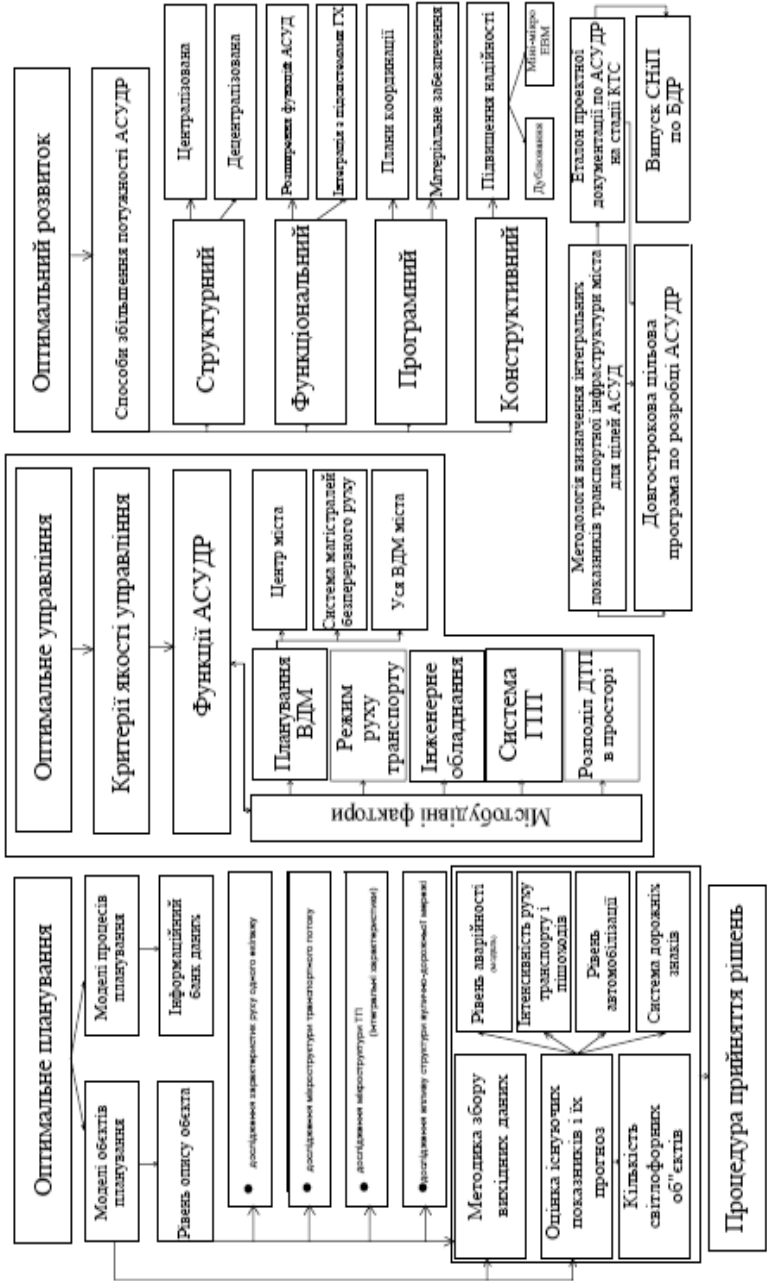 Оптимальне планування
Моделі обєктів
планування
Моделі процесів
планування
Рівень опису обєкта
Інформаційний
банк даних
дослідження характеристик руху одного екіпажу
дослідження мікроструктури транспортного потоку
дослідження мікроструктури ТП
(інтегральні характеристики)
дослідження впливу структури вулично-дорожньої мережі
Методика збору
вихідних даних
Оцінка існуючих
показників і їх
прогноз
Кількість
світлофорних
об"єктів
Рівень аварійності
(модель)
Інтенсивність руху
транспорту і
пішоходів
Рівень
автомобілізації
Система дорожніх
знаків
Процедура прийняття рішень
Оптимальне управління
Критерії якості управління
Функції АСУДР
Містобудівні фактори
Планування
ВДМ
Режим
руху
транспорту
Інженерне
обладнання
Система
ГПТ
Розподіл ДТП
в просторі
Центр міста
Система магістралей
безперервного руху
Уся ВДМ міста
Оптимальний розвиток
Способи збільшення потужності АСУДР
Структурний
Централізована
Децентралізована
Функціональний
Розширення функцій АСУД
Інтеграція з підсистемами ГХ
Програмний
Плани координації
Матеріальне забезпечення
Конструктивний
Підвищення надійності
Дублювання
Міні-мікро
ЕВМ
Методологія визначення інтегральних
показників транспортної інфраструктури міста
для цілей АСУД
Еталон проектної
документації по АСУДР
на стадії КТС
Довгострокова цільова
програма по розробці АСУДР
Випуск СНіП
по БДР